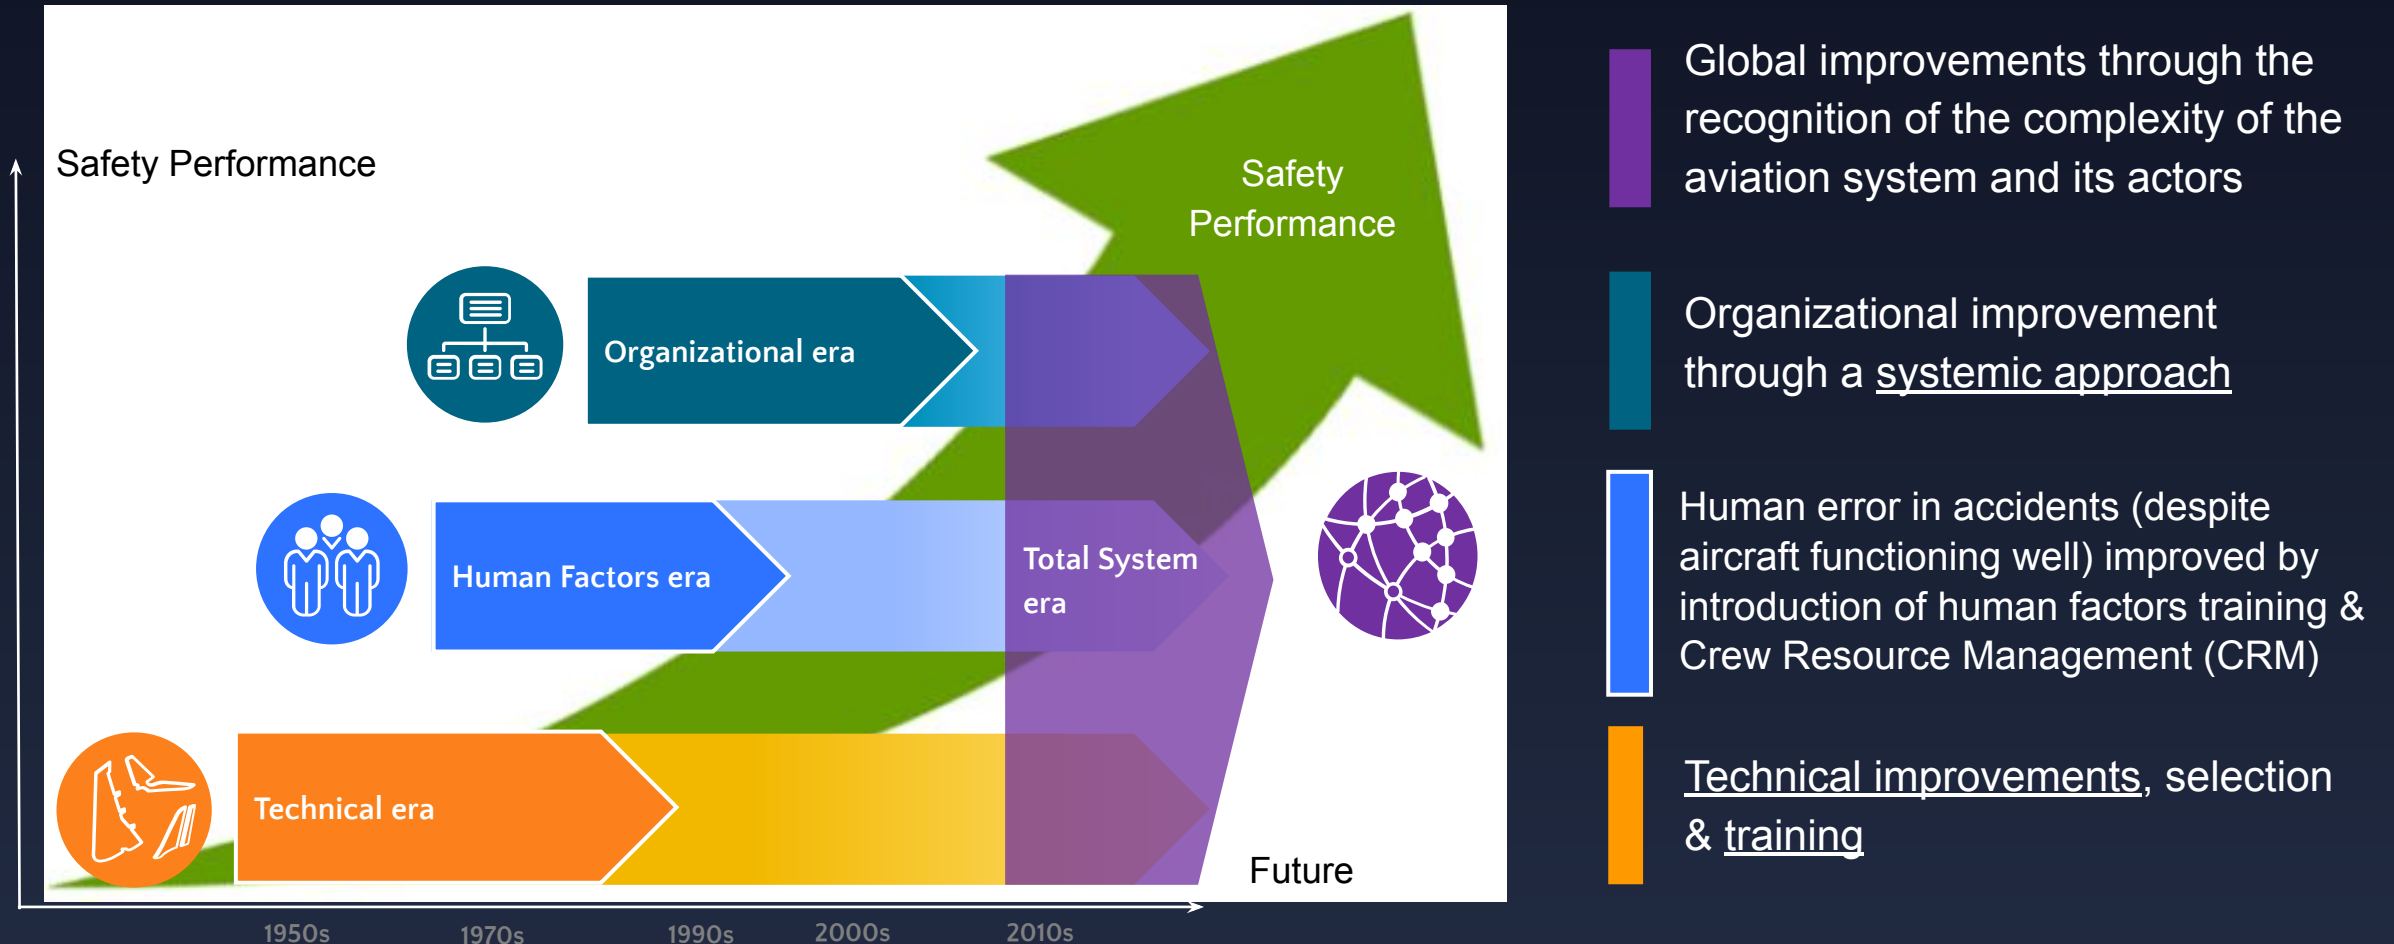 Safety Performance
Safety
Performance
Organizational era
Human Factors era
Total System
era
Technical era
Future
1950s
1970s
1990s
2000s
2010s
Global improvements through the
recognition of the complexity of the
aviation system and its actors
Organizational improvement
through a systemic approach
Human error in accidents (despite
aircraft functioning well) improved by
introduction of human factors training &
Crew Resource Management (CRM)
Technical improvements, selection
& training